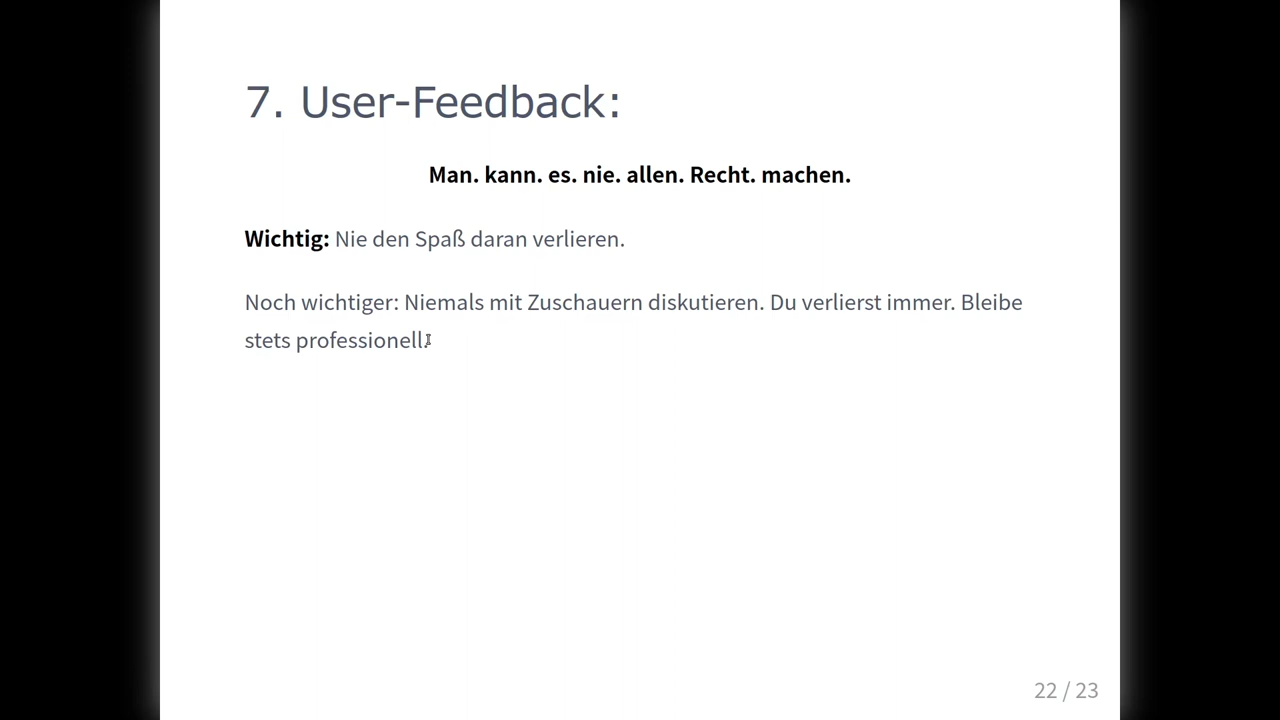 7. User-Feedback:
Man. kann. es. nie. allen. Recht. machen.
Wichtig: Nie den Spaß daran verlieren.
Noch wichtiger: Niemals mit Zuschauern diskutieren. Du verlierst immer. Bleibe
stets professionell.
22 / 23